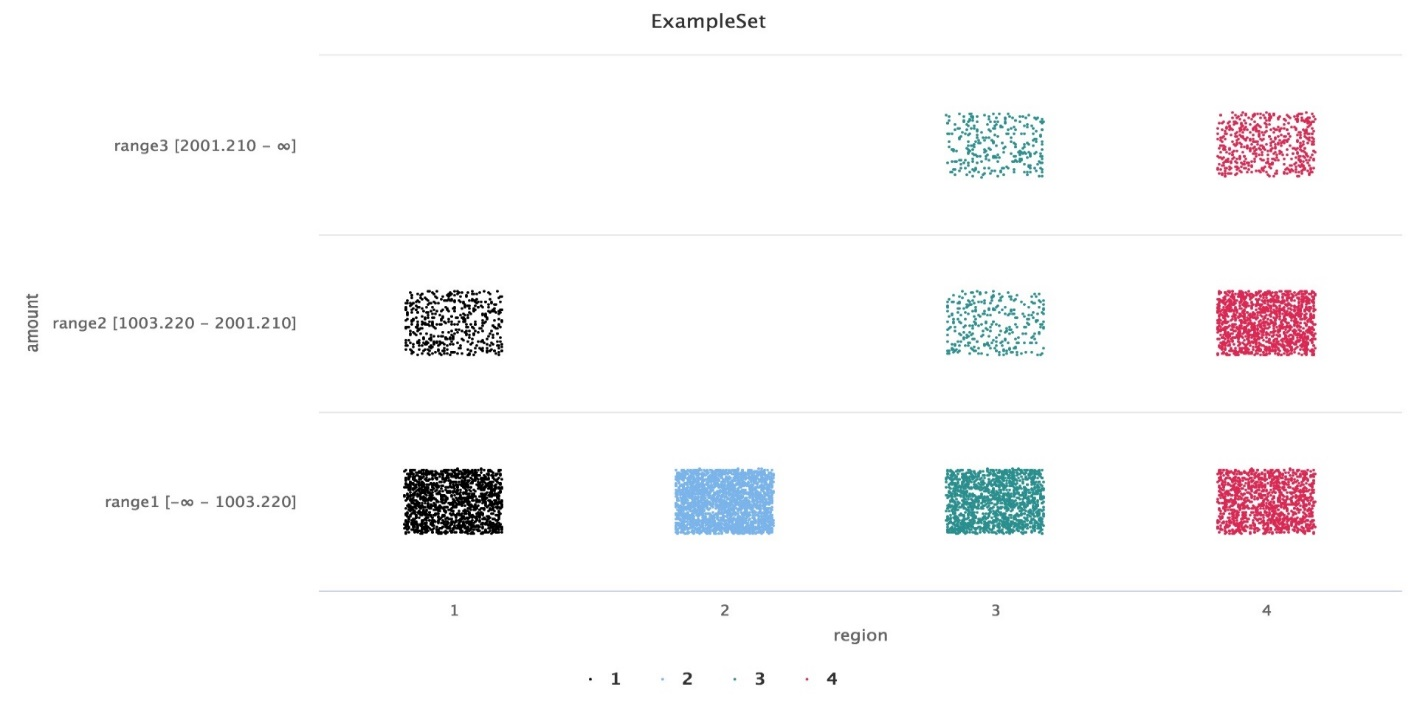 ExampleSet
range3 [2001.210 – ∞]
range2 [1003.220 – 2001.210]
range1 [–∞ – 1003.220]
amount
1 2 3 4
region
1 2 3 4